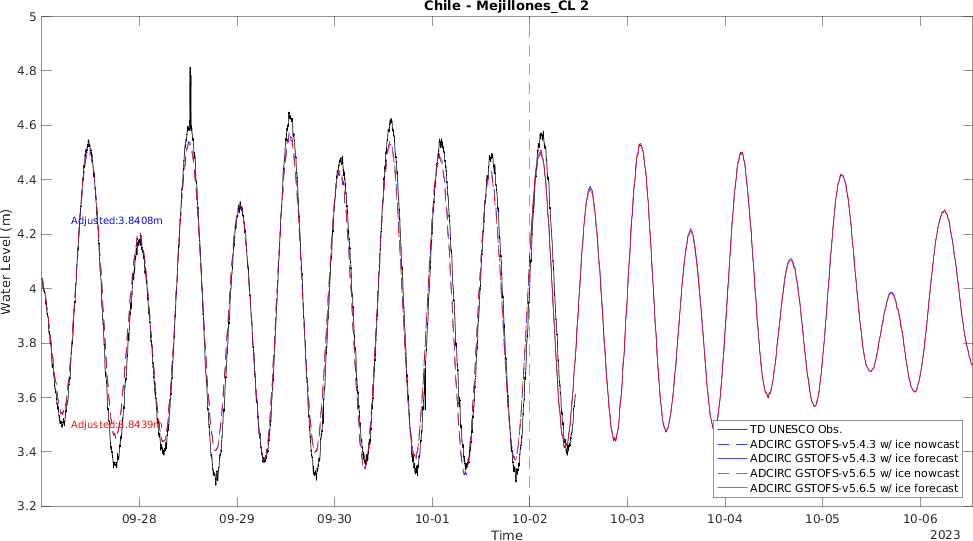 Chile - Mejillones_CL 2
5
4.8
4.6
4.4
4.2
4
3.8
3.6
3.4
3.2
Water Level (m)
Adjusted:3.8408m
Adjusted:3.8439m
TD UNESCO Obs.
ADCIRC GSTOFS-v5.4.3 w/ ice nowcast
ADCIRC GSTOFS-v5.4.3 w/ ice forecast
ADCIRC GSTOFS-v5.6.5 w/ ice nowcast
ADCIRC GSTOFS-v5.6.5 w/ ice forecast
09-28 09-29 09-30 10-01 10-02 10-03 10-04 10-05 10-06
Time
2023